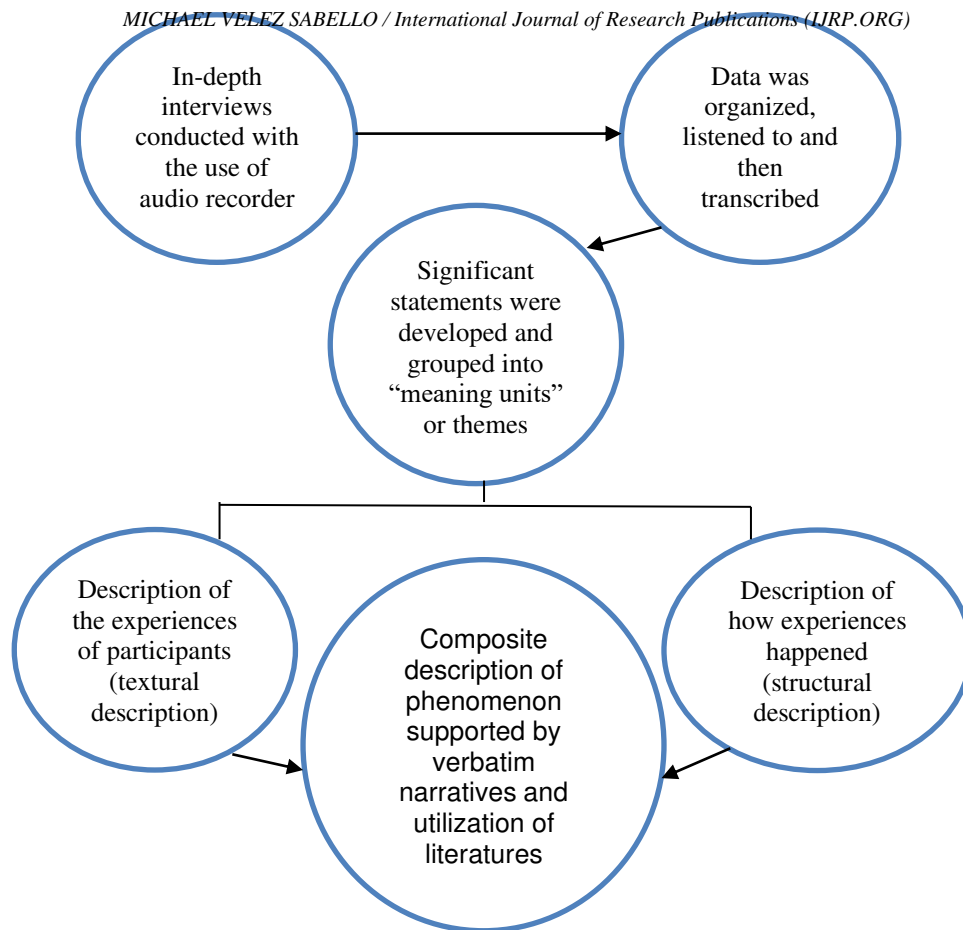 MICHAEL VELEZ SABELLO / International Journal of Research Publications (IJRP.ORG)
In-depth
interviews
conducted with
the use of
audio recorder
Data was
organized,
listened to and
then
transcribed
Significant
statements were
developed and
grouped into
“meaning units”
or themes
Description of
the experiences
of participants
(textural
description)
Composite
description of
phenomenon
supported by
verbatim
narratives and
utilization of
literatures
Description of
how experiences
happened
(structural
description)